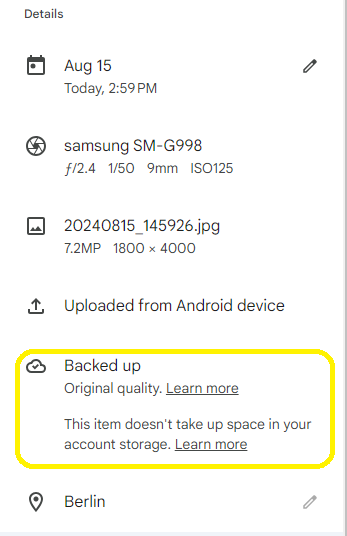 Details
Aug 15
Today, 2:59 PM
samsung SM-G998
ƒ/2.4 1/50 9mm ISO125
20240815_145926.jpg
7.2MP 1800 × 4000
Uploaded from Android device
Backed up
Original quality. Learn more
This item doesn't take up space in your
account storage. Learn more
Berlin